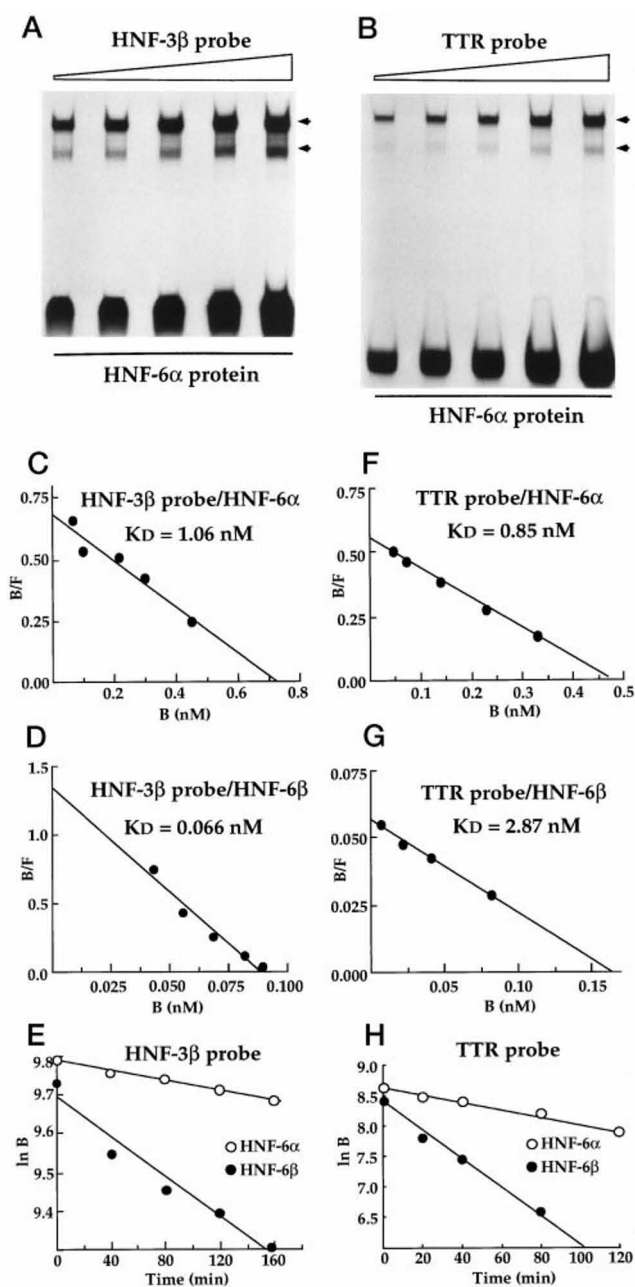 A
HNF-3β probe
HNF-6α protein
B
TTR probe
HNF-6α protein
C
HNF-3β probe/HNF-6α
KD = 1.06 nM
B/F
0.75
0.50
0.25
0.00
0.2 0.4 0.6 0.8
B (nM)
F
TTR probe/HNF-6α
KD = 0.85 nM
B/F
0.75
0.50
0.25
0.00
0.1 0.2 0.3 0.4 0.5
B (nM)
D
HNF-3β probe/HNF-6β
KD = 0.066 nM
B/F
1.5
1.0
0.5
0.0
0.025 0.050 0.075 0.100
B (nM)
G
TTR probe/HNF-6β
KD = 2.87 nM
B/F
0.075
0.050
0.025
0.000
0.05 0.10 0.15
B (nM)
E
HNF-3β probe
ln B
9.8
9.7
9.6
9.5
9.4
HNF-6α
HNF-6β
0 40 80 120 160
Time (min)
H
TTR probe
ln B
9.0
8.5
8.0
7.5
7.0
6.5
HNF-6α
HNF-6β
0 20 40 60 80 100 120
Time (min)